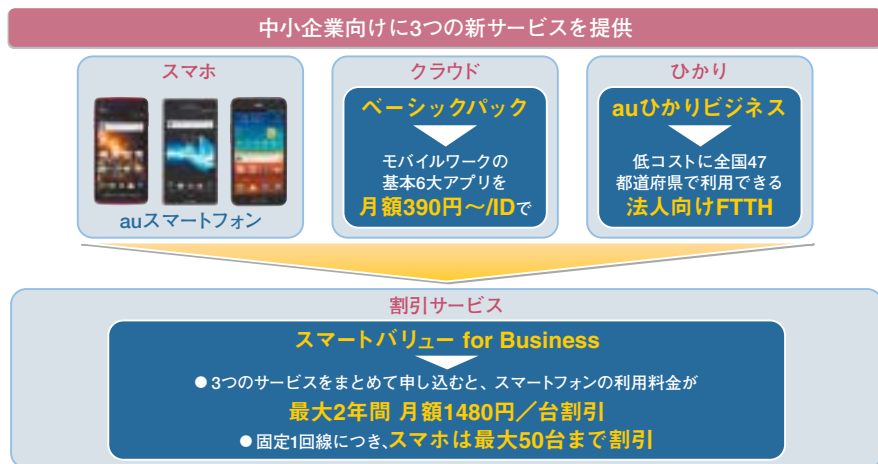 中小企業向けに3つの新サービスを提供
スマホ
auスマートフォン
クラウド
ベーシックパック
モバイルワークの
基本6大アプリを
月額390円～/IDで
ひかり
auひかりビジネス
低コストに全国47
都道府県で利用できる
法人向けFTTH
割引サービス
スマートバリュー for Business
●3つのサービスをまとめて申し込むと、スマートフォンの利用料金が
最大2年間 月額1480円／台割引
●固定1回線につき、スマホは最大50台まで割引